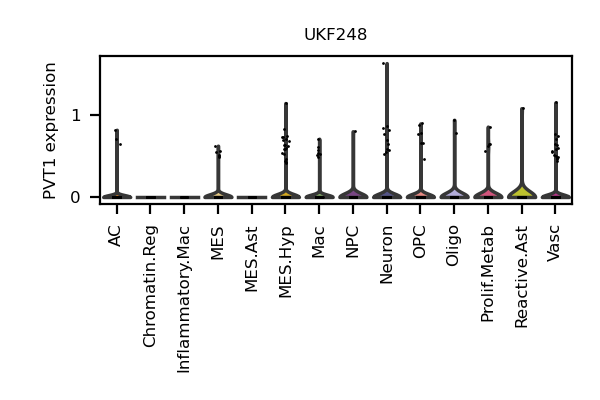 UKF248
PVT1 expression
1
0
AC
Chromatin.Reg
Inflammatory.Mac
MES
MES.Ast
MES.Hyp
Mac
NPC
Neuron
OPC
Oligo
Prolif.Metab
Reactive.Ast
Vasc